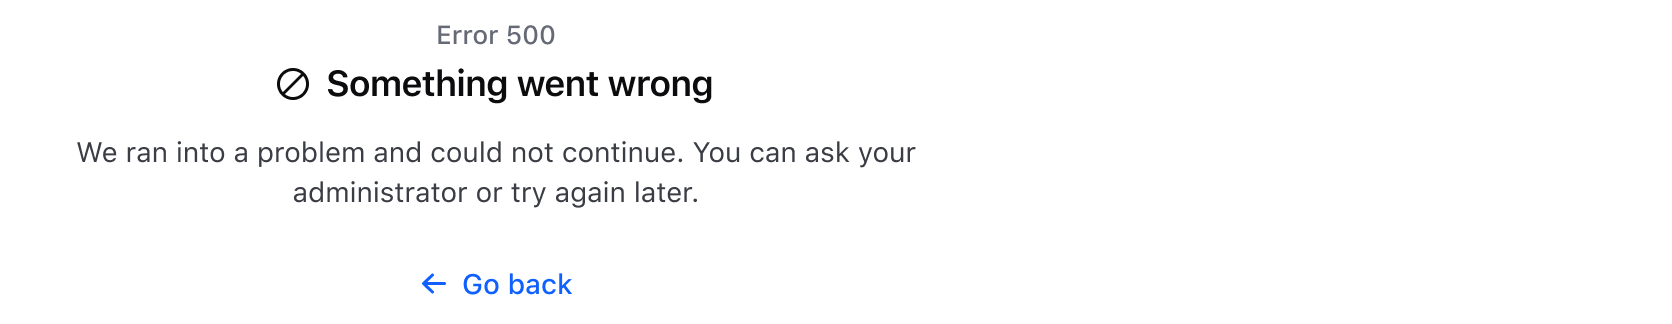 Error 500
Something went wrong
We ran into a problem and could not continue. You can ask your
administrator or try again later.
Go back